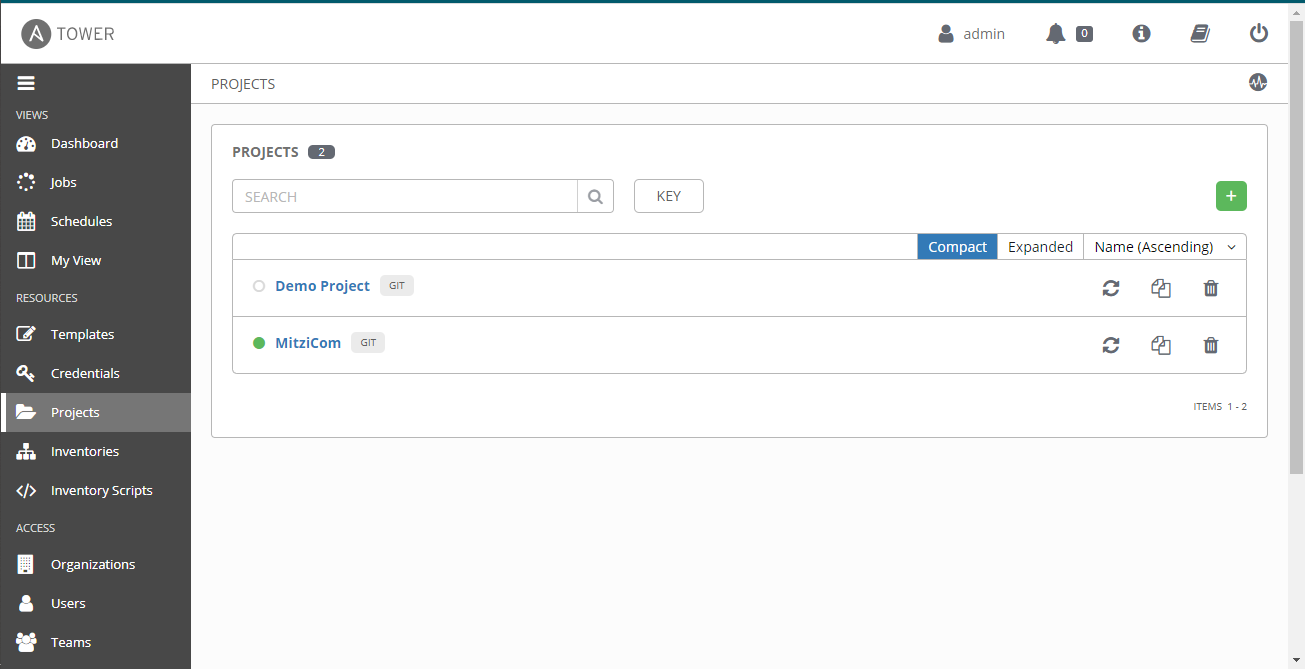 TOWER
admin
0
PROJECTS
VIEWS
Dashboard
Jobs
Schedules
My View
RESOURCES
Templates
Credentials
Projects
Inventories
Inventory Scripts
ACCESS
Organizations
Users
Teams
PROJECTS 2
SEARCH
KEY
Compact Expanded Name (Ascending)
Demo Project GIT
MitziCom GIT
ITEMS 1 - 2